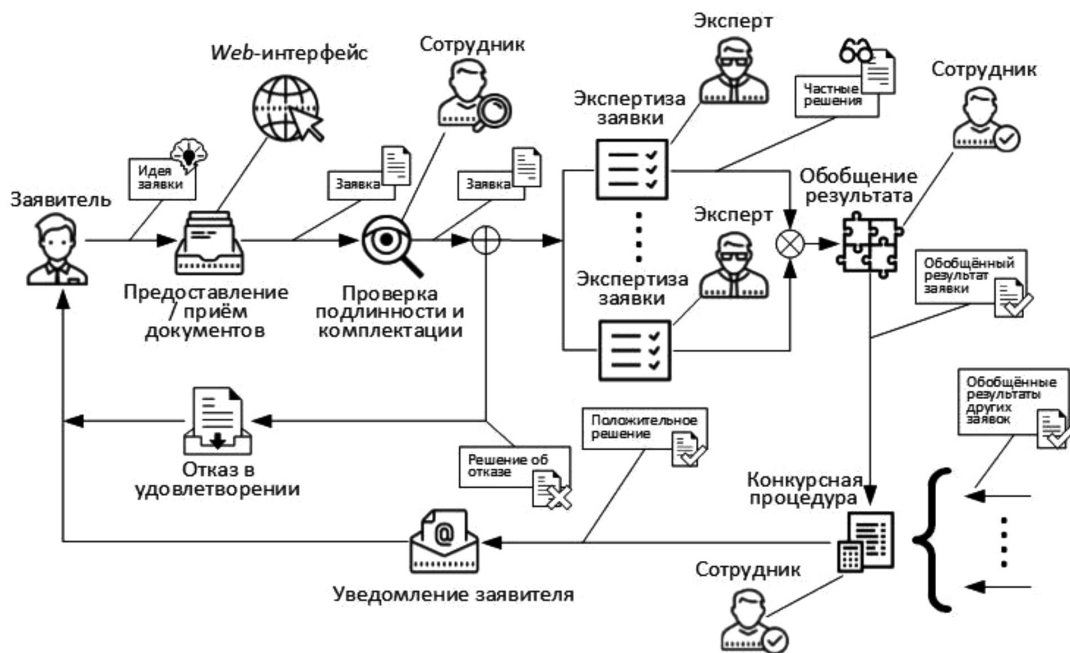 Web-интерфейс
Сотрудник
Эксперт
Частные
решения
Сотрудник
Экспертиза
заявки
Идея
заявки
Заявка
Заявка
Заявитель
Обобщение
результата
Эксперт
Предоставление
/ приём
документов
Проверка
подлинности и
комплектации
Экспертиза
заявки
Обобщённый
результат
заявки
Обобщённые
результаты
других
заявок
Положительное
решение
Решение об
отказе
Отказ в
удовлетворении
Конкурсная
процедура
@
Сотрудник
Уведомление заявителя